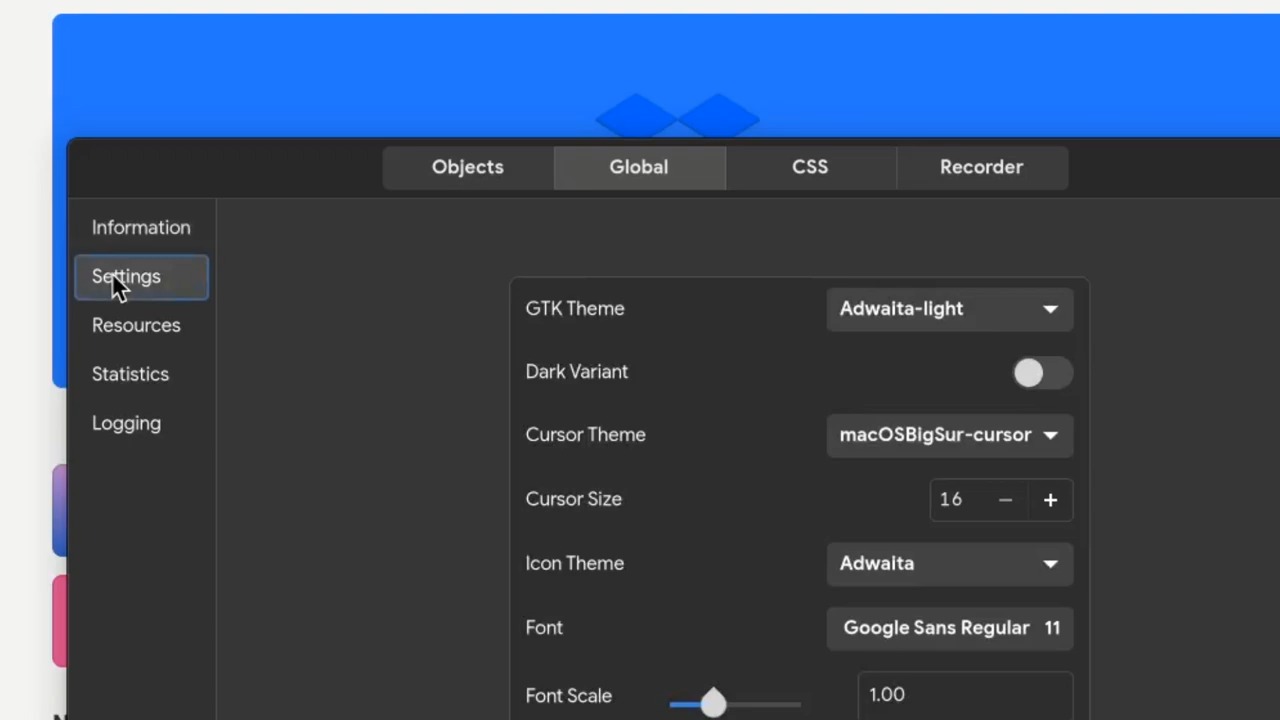 Objects Global CSS Recorder
Information
Settings
Resources
Statistics
Logging
GTK Theme Adwaita-light
Dark Variant
Cursor Theme macOSBigSur-cursor
Cursor Size 16 − +
Icon Theme Adwaita
Font Google Sans Regular 11
Font Scale 1.00